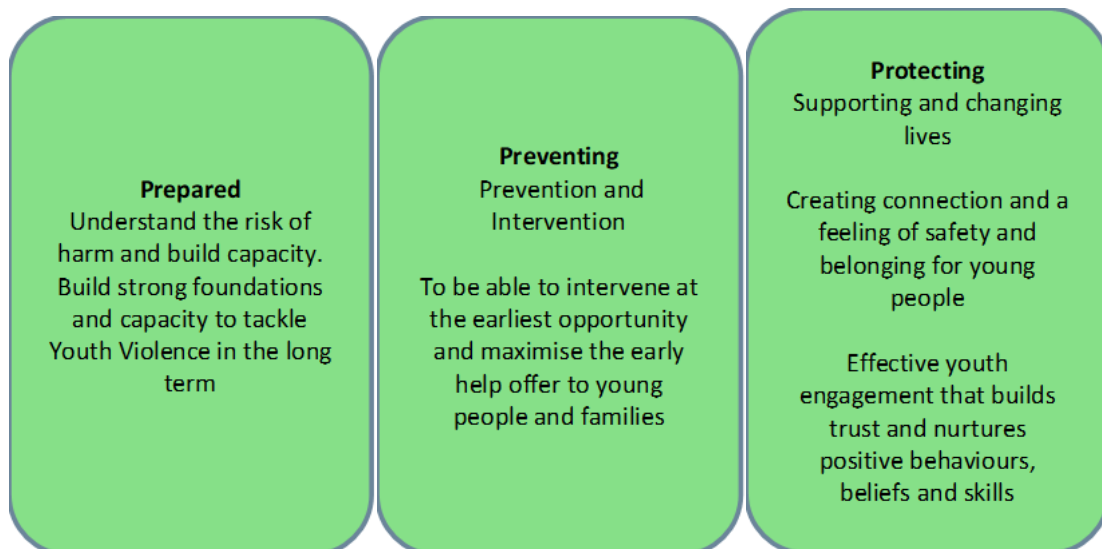 Prepared
Understand the risk of
harm and build capacity.
Build strong foundations
and capacity to tackle
Youth Violence in the long
term
Preventing
Prevention and
Intervention
To be able to intervene at
the earliest opportunity
and maximise the early
help offer to young
people and families
Protecting
Supporting and changing
lives
Creating connection and a
feeling of safety and
belonging for young
people
Effective youth
engagement that builds
trust and nurtures
positive behaviours,
beliefs and skills